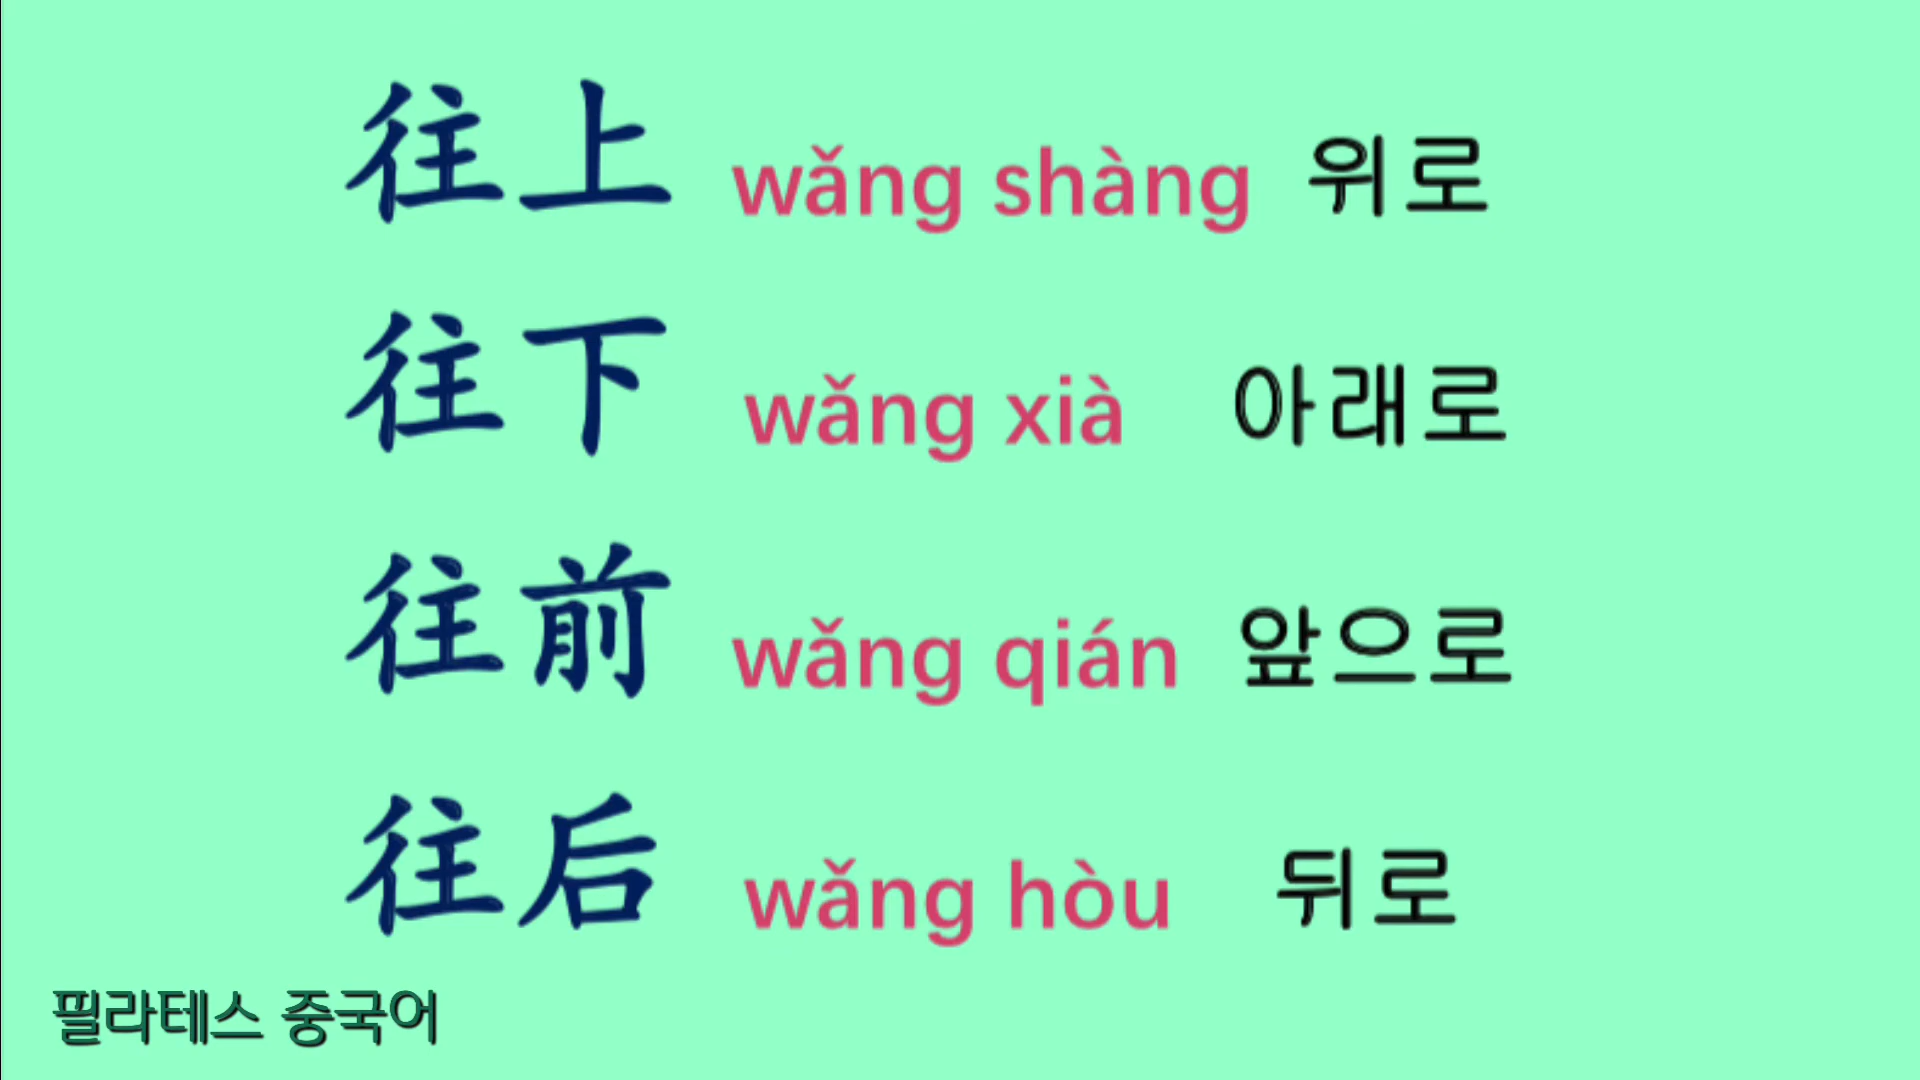 往上 wǎng shàng 위로
往下 wǎng xià 아래로
往前 wǎng qián 앞으로
往后 wǎng hòu 뒤로
필라테스 중국어